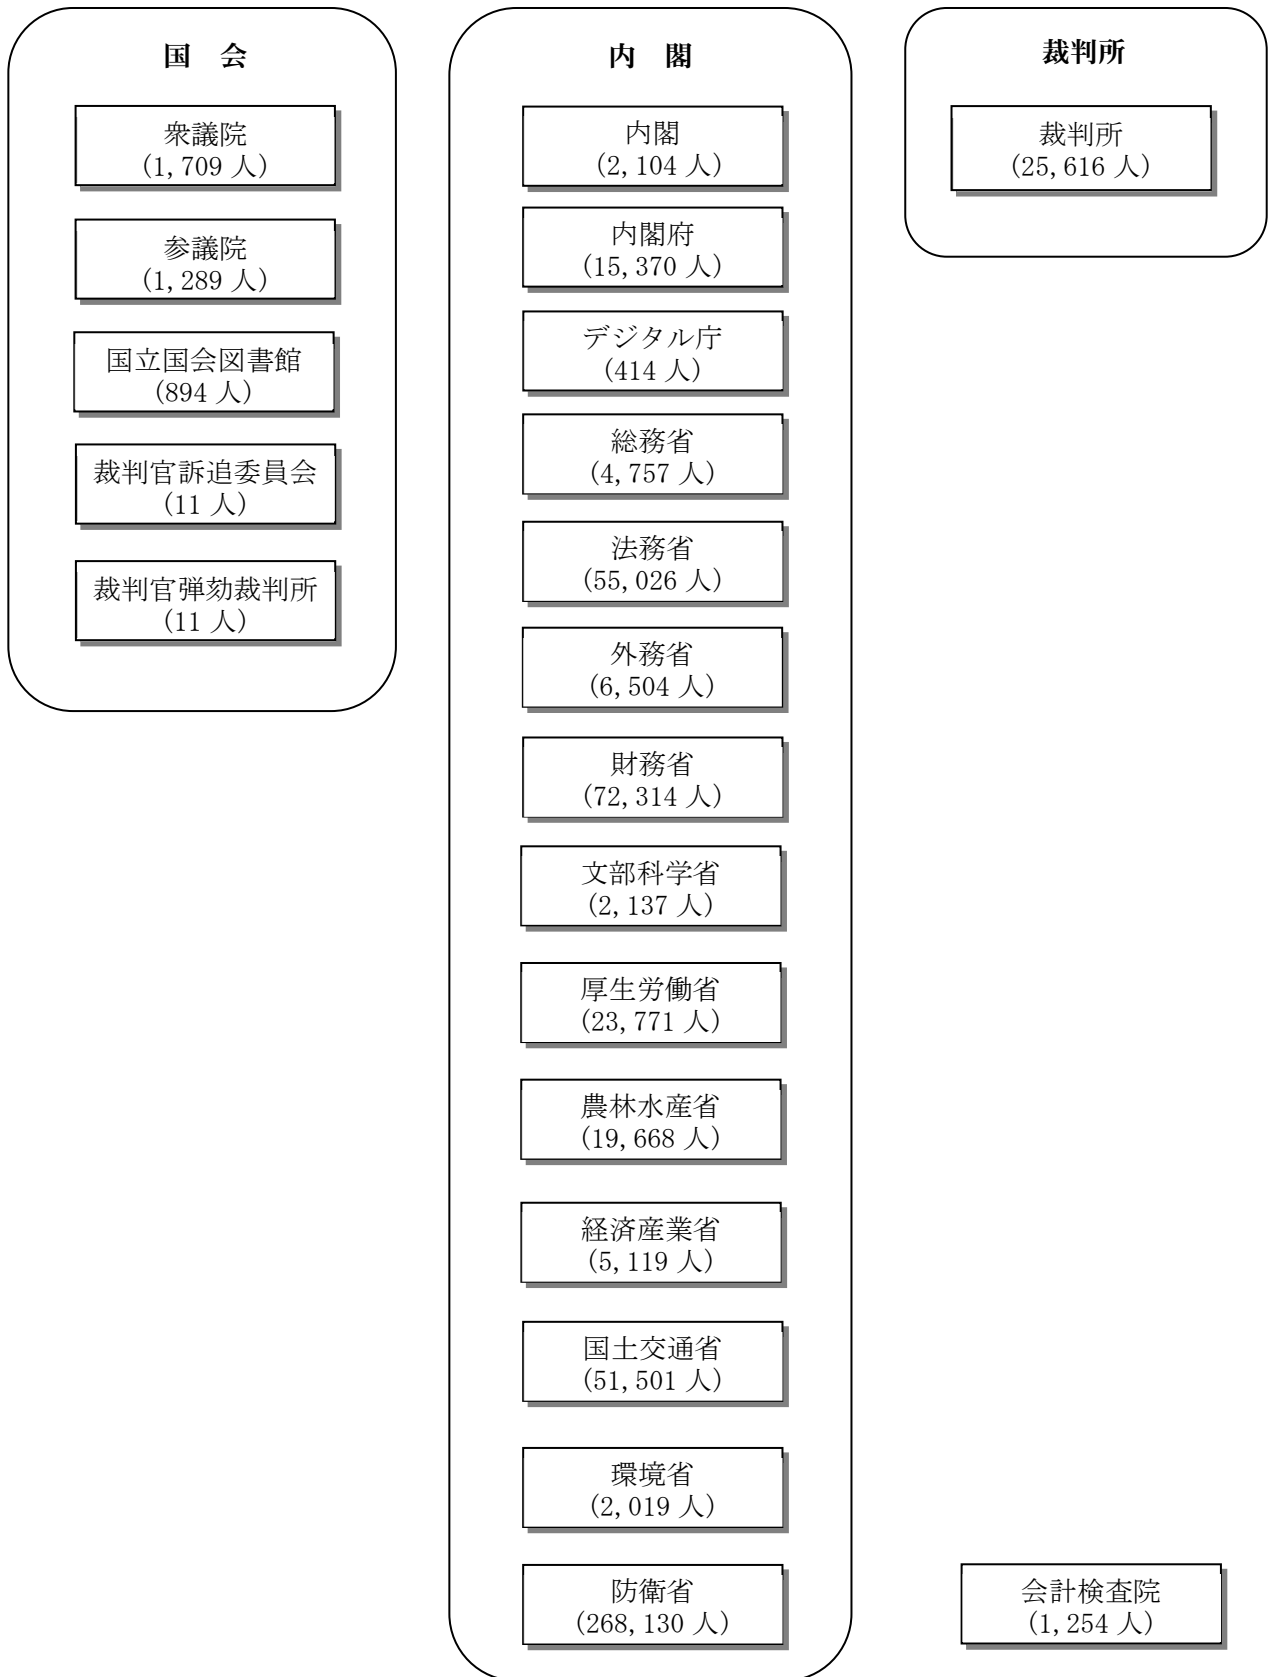 国 会
衆議院
(1,709 人)
参議院
(1,289 人)
国立国会図書館
(894 人)
裁判官訴追委員会
(11 人)
裁判官弾劾裁判所
(11 人)
内 閣
内閣
(2,104 人)
内閣府
(15,370 人)
デジタル庁
(414 人)
総務省
(4,757 人)
法務省
(55,026 人)
外務省
(6,504 人)
財務省
(72,314 人)
文部科学省
(2,137 人)
厚生労働省
(23,771 人)
農林水産省
(19,668 人)
経済産業省
(5,119 人)
国土交通省
(51,501 人)
環境省
(2,019 人)
防衛省
(268,130 人)
裁判所
裁判所
(25,616 人)
会計検査院
(1,254 人)